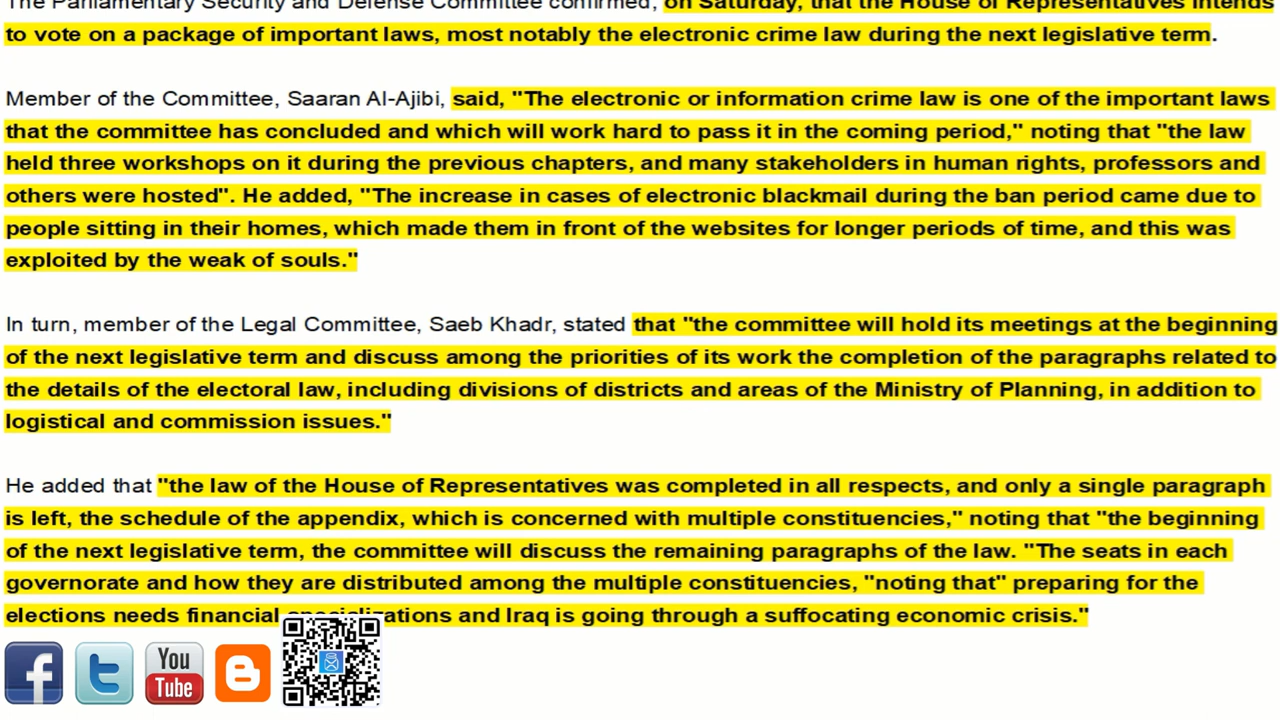 The Parliamentary Security and Defense Committee confirmed, on Saturday, that the House of Representatives intends
to vote on a package of important laws, most notably the electronic crime law during the next legislative term.
Member of the Committee, Saaran Al-Ajibi, said, "The electronic or information crime law is one of the important laws
that the committee has concluded and which will work hard to pass it in the coming period," noting that "the law
held three workshops on it during the previous chapters, and many stakeholders in human rights, professors and
others were hosted". He added, "The increase in cases of electronic blackmail during the ban period came due to
people sitting in their homes, which made them in front of the websites for longer periods of time, and this was
exploited by the weak of souls."
In turn, member of the Legal Committee, Saeb Khadr, stated that "the committee will hold its meetings at the beginning
of the next legislative term and discuss among the priorities of its work the completion of the paragraphs related to
the details of the electoral law, including divisions of districts and areas of the Ministry of Planning, in addition to
logistical and commission issues."
He added that "the law of the House of Representatives was completed in all respects, and only a single paragraph
is left, the schedule of the appendix, which is concerned with multiple constituencies," noting that "the beginning
of the next legislative term, the committee will discuss the remaining paragraphs of the law. "The seats in each
governorate and how they are distributed among the multiple constituencies, "noting that" preparing for the
elections needs financial specializations and Iraq is going through a suffocating economic crisis."
f t You Tube B